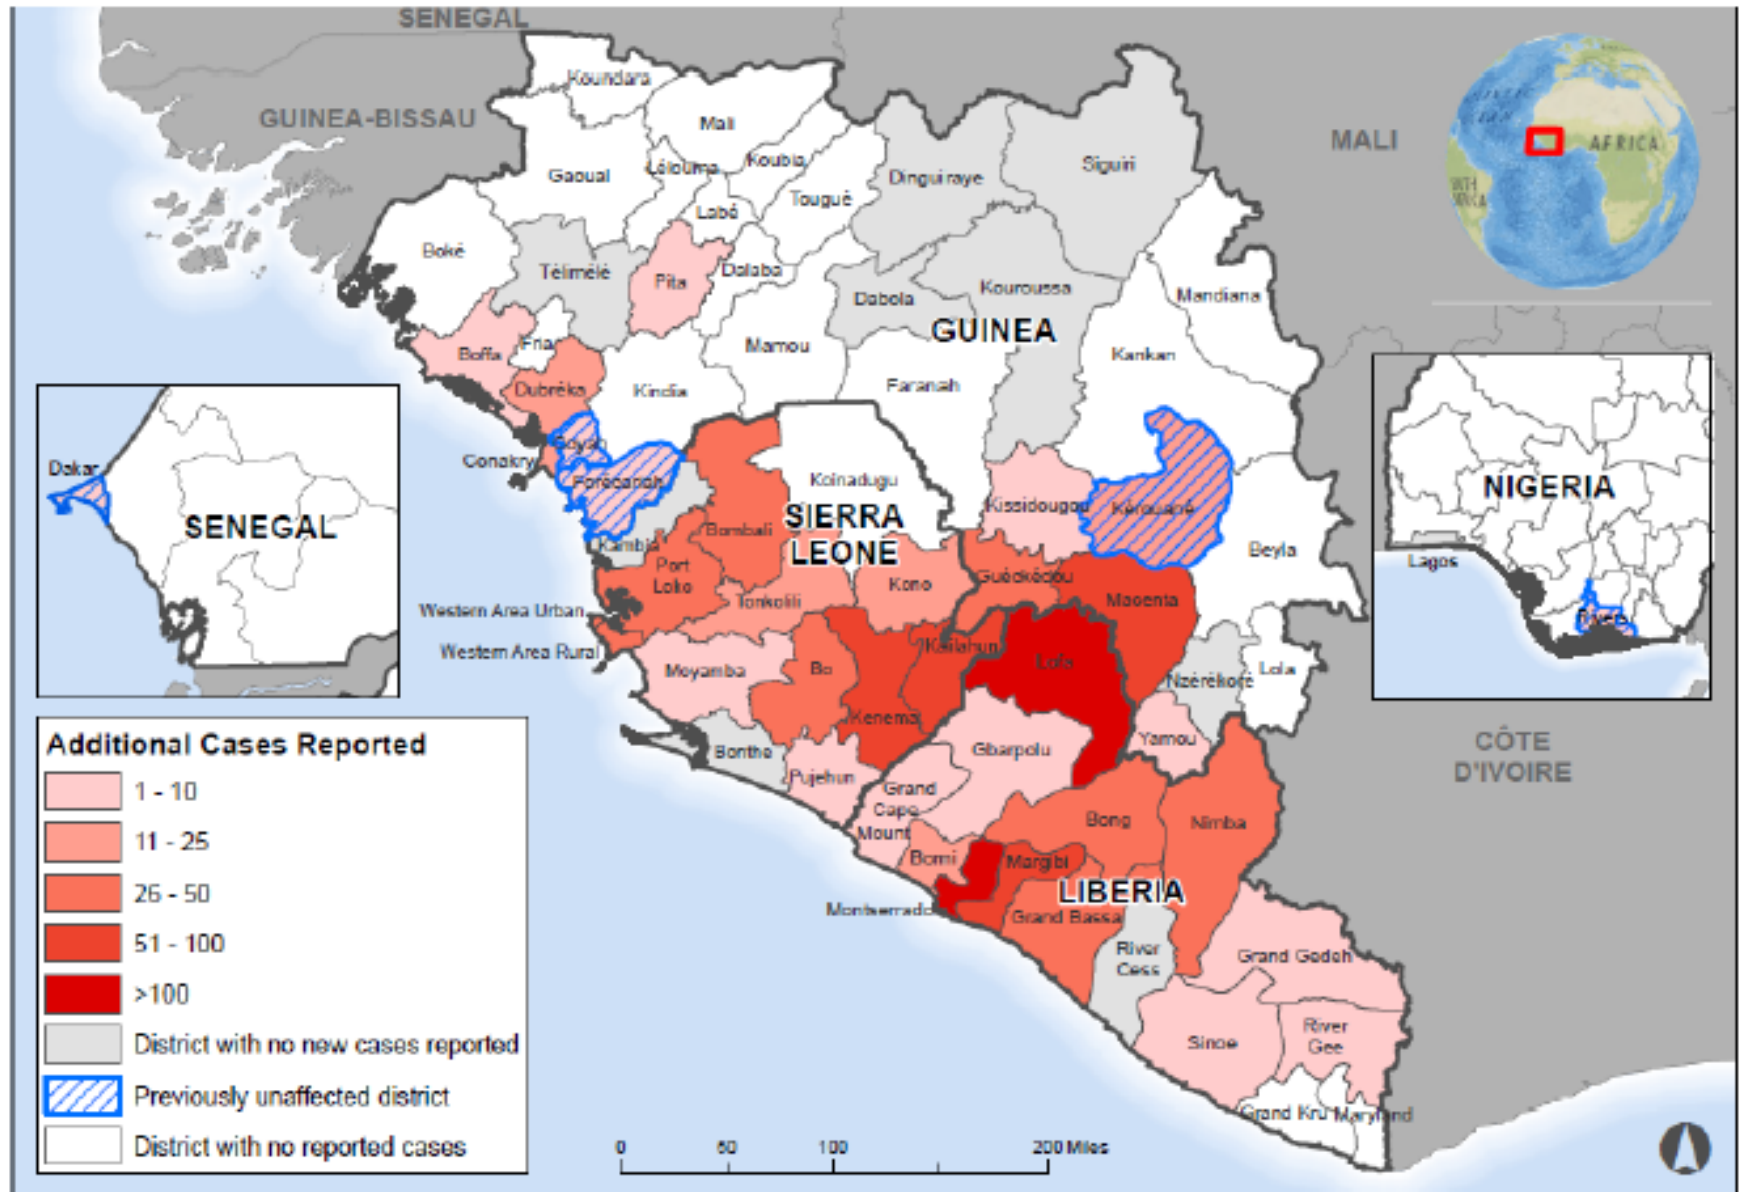 SENEGAL
GUINEA-BISSAU
MALI
AFRICA
Koundara
Mali
Koubia
Lélouma
Gaoual
Labé
Tougué
Dinguiraye
Siguiri
Boké
Télimélé
Pita
Dalaba
Dabola
Kouroussa
Mandiana
GUINEA
Boffa
Fria
Mamou
Kankan
Dubréka
Kindia
Faranah
Coyah
Conakry
Forécariah
Koinadugu
Kissidougou
Kérouané
Beyla
Dakar
SENEGAL
NIGERIA
Lagos
Rivers
SIERRA
LEONE
Kambia
Bombali
Port
Loko
Tonkolili
Kono
Guéckédou
Macenta
Western Area Urban
Western Area Rural
Moyamba
Bo
Kailahun
Lofa
Nzérékoré
Lola
Kenema
Bonthe
Pujehun
Gbarpolu
Yamou
CÔTE
D'IVOIRE
Grand
Cape
Mount
Bong
Nimba
Bomi
Margibi
LIBERIA
Montserrado
Grand Bassa
River
Cess
Grand Gedeh
Sinoe
River
Gee
Grand Kru
Maryland
Additional Cases Reported
1 - 10
11 - 25
26 - 50
51 - 100
>100
District with no new cases reported
Previously unaffected district
District with no reported cases
0 50 100 200 Miles